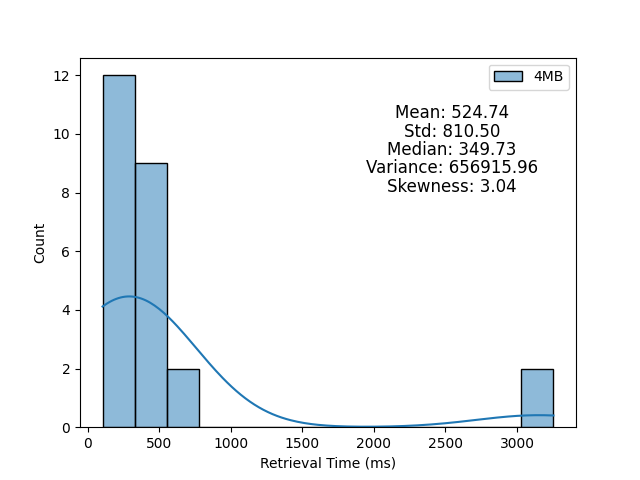 4MB
Mean: 524.74
Std: 810.50
Median: 349.73
Variance: 656915.96
Skewness: 3.04
12
10
8
6
4
2
0
Count
0 500 1000 1500 2000 2500 3000
Retrieval Time (ms)